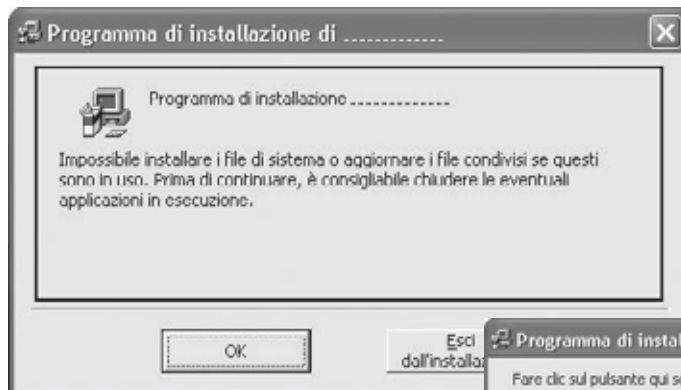 Programma di installazione di .............
Programma di installazione .............
Impossibile installare i file di sistema o aggiornare i file condivisi se questi
sono in uso. Prima di continuare, è consigliabile chiudere le eventuali
applicazioni in esecuzione.
OK
Esci
dall'installaz
Programma di instal
Fare clic sul pulsante qui s